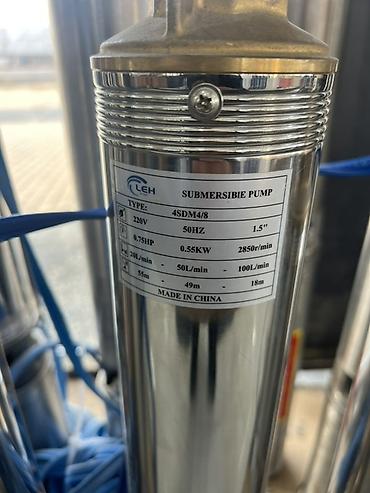 LEH
SUBMERSIBIE PUMP
TYPE: 4SDM4/8
220V 50HZ 1.5"
0.75HP 0.55KW 2850r/min
20L/min - 50L/min - 100L/min
55m - 49m - 18m
MADE IN CHINA